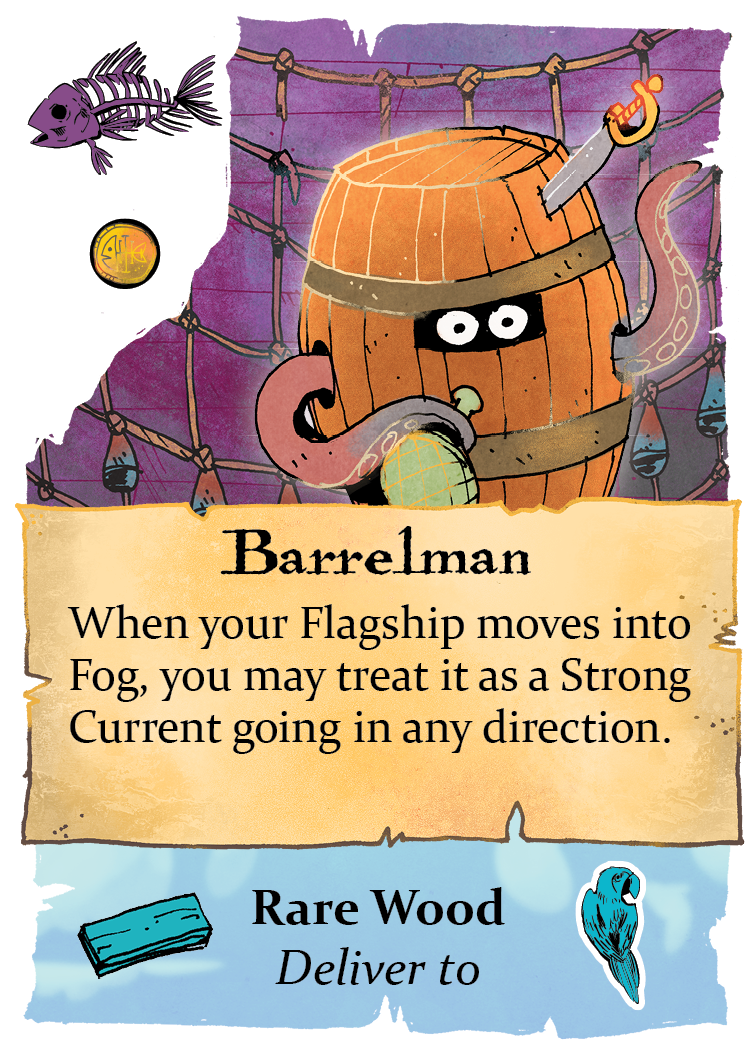 Barrelman
When your Flagship moves into
Fog, you may treat it as a Strong
Current going in any direction.
Rare Wood
Deliver to